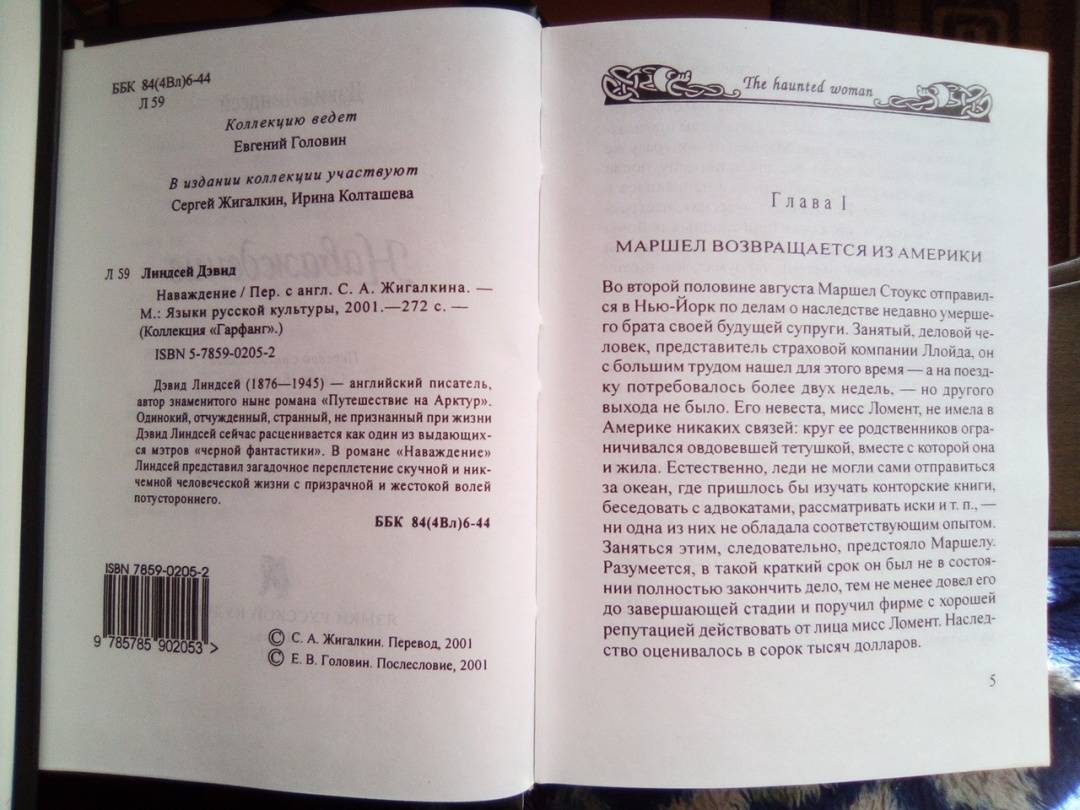 ББК 84(4Вл)6-44
Л 59
Коллекцию ведет
Евгений Головин
В издании коллекции участвуют
Сергей Жигалкин, Ирина Колташева
Л 59 Линдсей Дэвид
Наваждение / Пер. с англ. С. А. Жигалкина. —
М.: Языки русской культуры, 2001.—272 с. —
(Коллекция «Гарфанг».)
ISBN 5-7859-0205-2
Дэвид Линдсей (1876—1945) — английский писатель,
автор знаменитого ныне романа «Путешествие на Арктур».
Одинокий, отчужденный, странный, не признанный при жизни
Дэвид Линдсей сейчас расценивается как один из выдающих-
ся мэтров «черной фантастики». В романе «Наваждение»
Линдсей представил загадочное переплетение скучной и ник-
чемной человеческой жизни с призрачной и жестокой волей
потустороннего.
ББК 84(4Вл)6-44
ISBN 7859-0205-2
9 785785 902053 >
© С. А. Жигалкин. Перевод, 2001
© Е. В. Головин. Послесловие, 2001
The haunted woman
Глава I
МАРШЕЛ ВОЗВРАЩАЕТСЯ ИЗ АМЕРИКИ
Во второй половине августа Маршел Стоукс отправил-
ся в Нью-Йорк по делам о наследстве недавно умерше-
го брата своей будущей супруги. Занятый, деловой че-
ловек, представитель страховой компании Ллойда, он
с большим трудом нашел для этого время — а на поезд-
ку потребовалось более двух недель, — но другого
выхода не было. Его невеста, мисс Ломент, не имела в
Америке никаких связей: круг ее родственников огра-
ничивался овдовевшей тетушкой, вместе с которой она
и жила. Естественно, леди не могли сами отправиться
за океан, где пришлось бы изучать конторские книги,
беседовать с адвокатами, рассматривать иски и т. п., —
ни одна из них не обладала соответствующим опытом.
Заняться этим, следовательно, предстояло Маршелу.
Разумеется, в такой краткий срок он был не в состоя-
нии полностью закончить дело, тем не менее довел его
до завершающей стадии и поручил фирме с хорошей
репутацией действовать от лица мисс Ломент. Наслед-
ство оценивалось в сорок тысяч долларов.
5